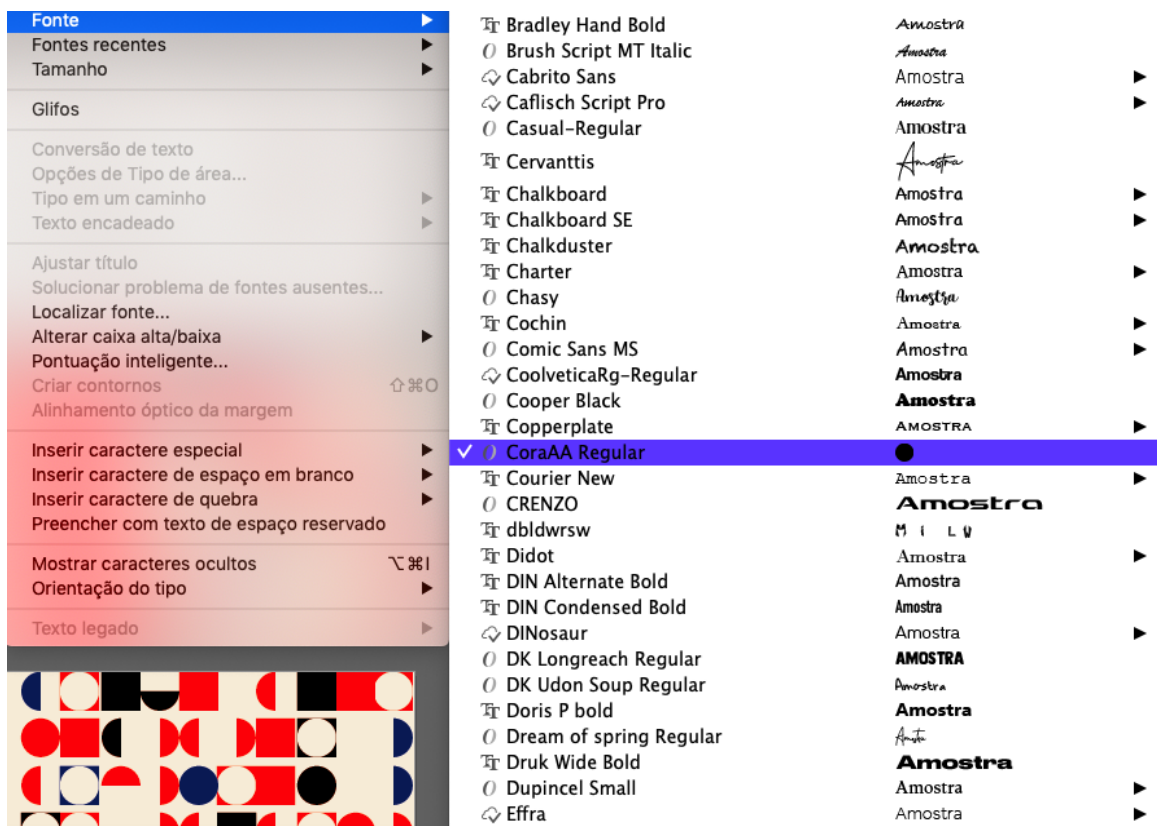 Fonte
Fontes recentes
Tamanho
Glifos
Conversão de texto
Opções de Tipo de área...
Tipo em um caminho
Texto encadeado
Ajustar título
Solucionar problema de fontes ausentes...
Localizar fonte...
Alterar caixa alta/baixa
Pontuação inteligente...
Criar contornos ⇧⌘O
Alinhamento óptico da margem
Inserir caractere especial
Inserir caractere de espaço em branco
Inserir caractere de quebra
Preencher com texto de espaço reservado
Mostrar caracteres ocultos ⌥⌘I
Orientação do tipo
Texto legado
Bradley Hand Bold Amostra
Brush Script MT Italic Amostra
Cabrito Sans Amostra
Caflisch Script Pro Amostra
Casual-Regular Amostra
Cervanttis Amostra
Chalkboard Amostra
Chalkboard SE Amostra
Chalkduster Amostra
Charter Amostra
Chasy Amostra
Cochin Amostra
Comic Sans MS Amostra
CoolveticaRg-Regular Amostra
Cooper Black Amostra
Copperplate AMOSTRA
CoraAA Regular
Courier New Amostra
CRENZO Amostra
dbldwrsw M I L W
Didot Amostra
DIN Alternate Bold Amostra
DIN Condensed Bold Amostra
DINosaur Amostra
DK Longreach Regular AMOSTRA
DK Udon Soup Regular Amostra
Doris P bold Amostra
Dream of spring Regular Amostra
Druk Wide Bold Amostra
Dupincel Small Amostra
Effra Amostra